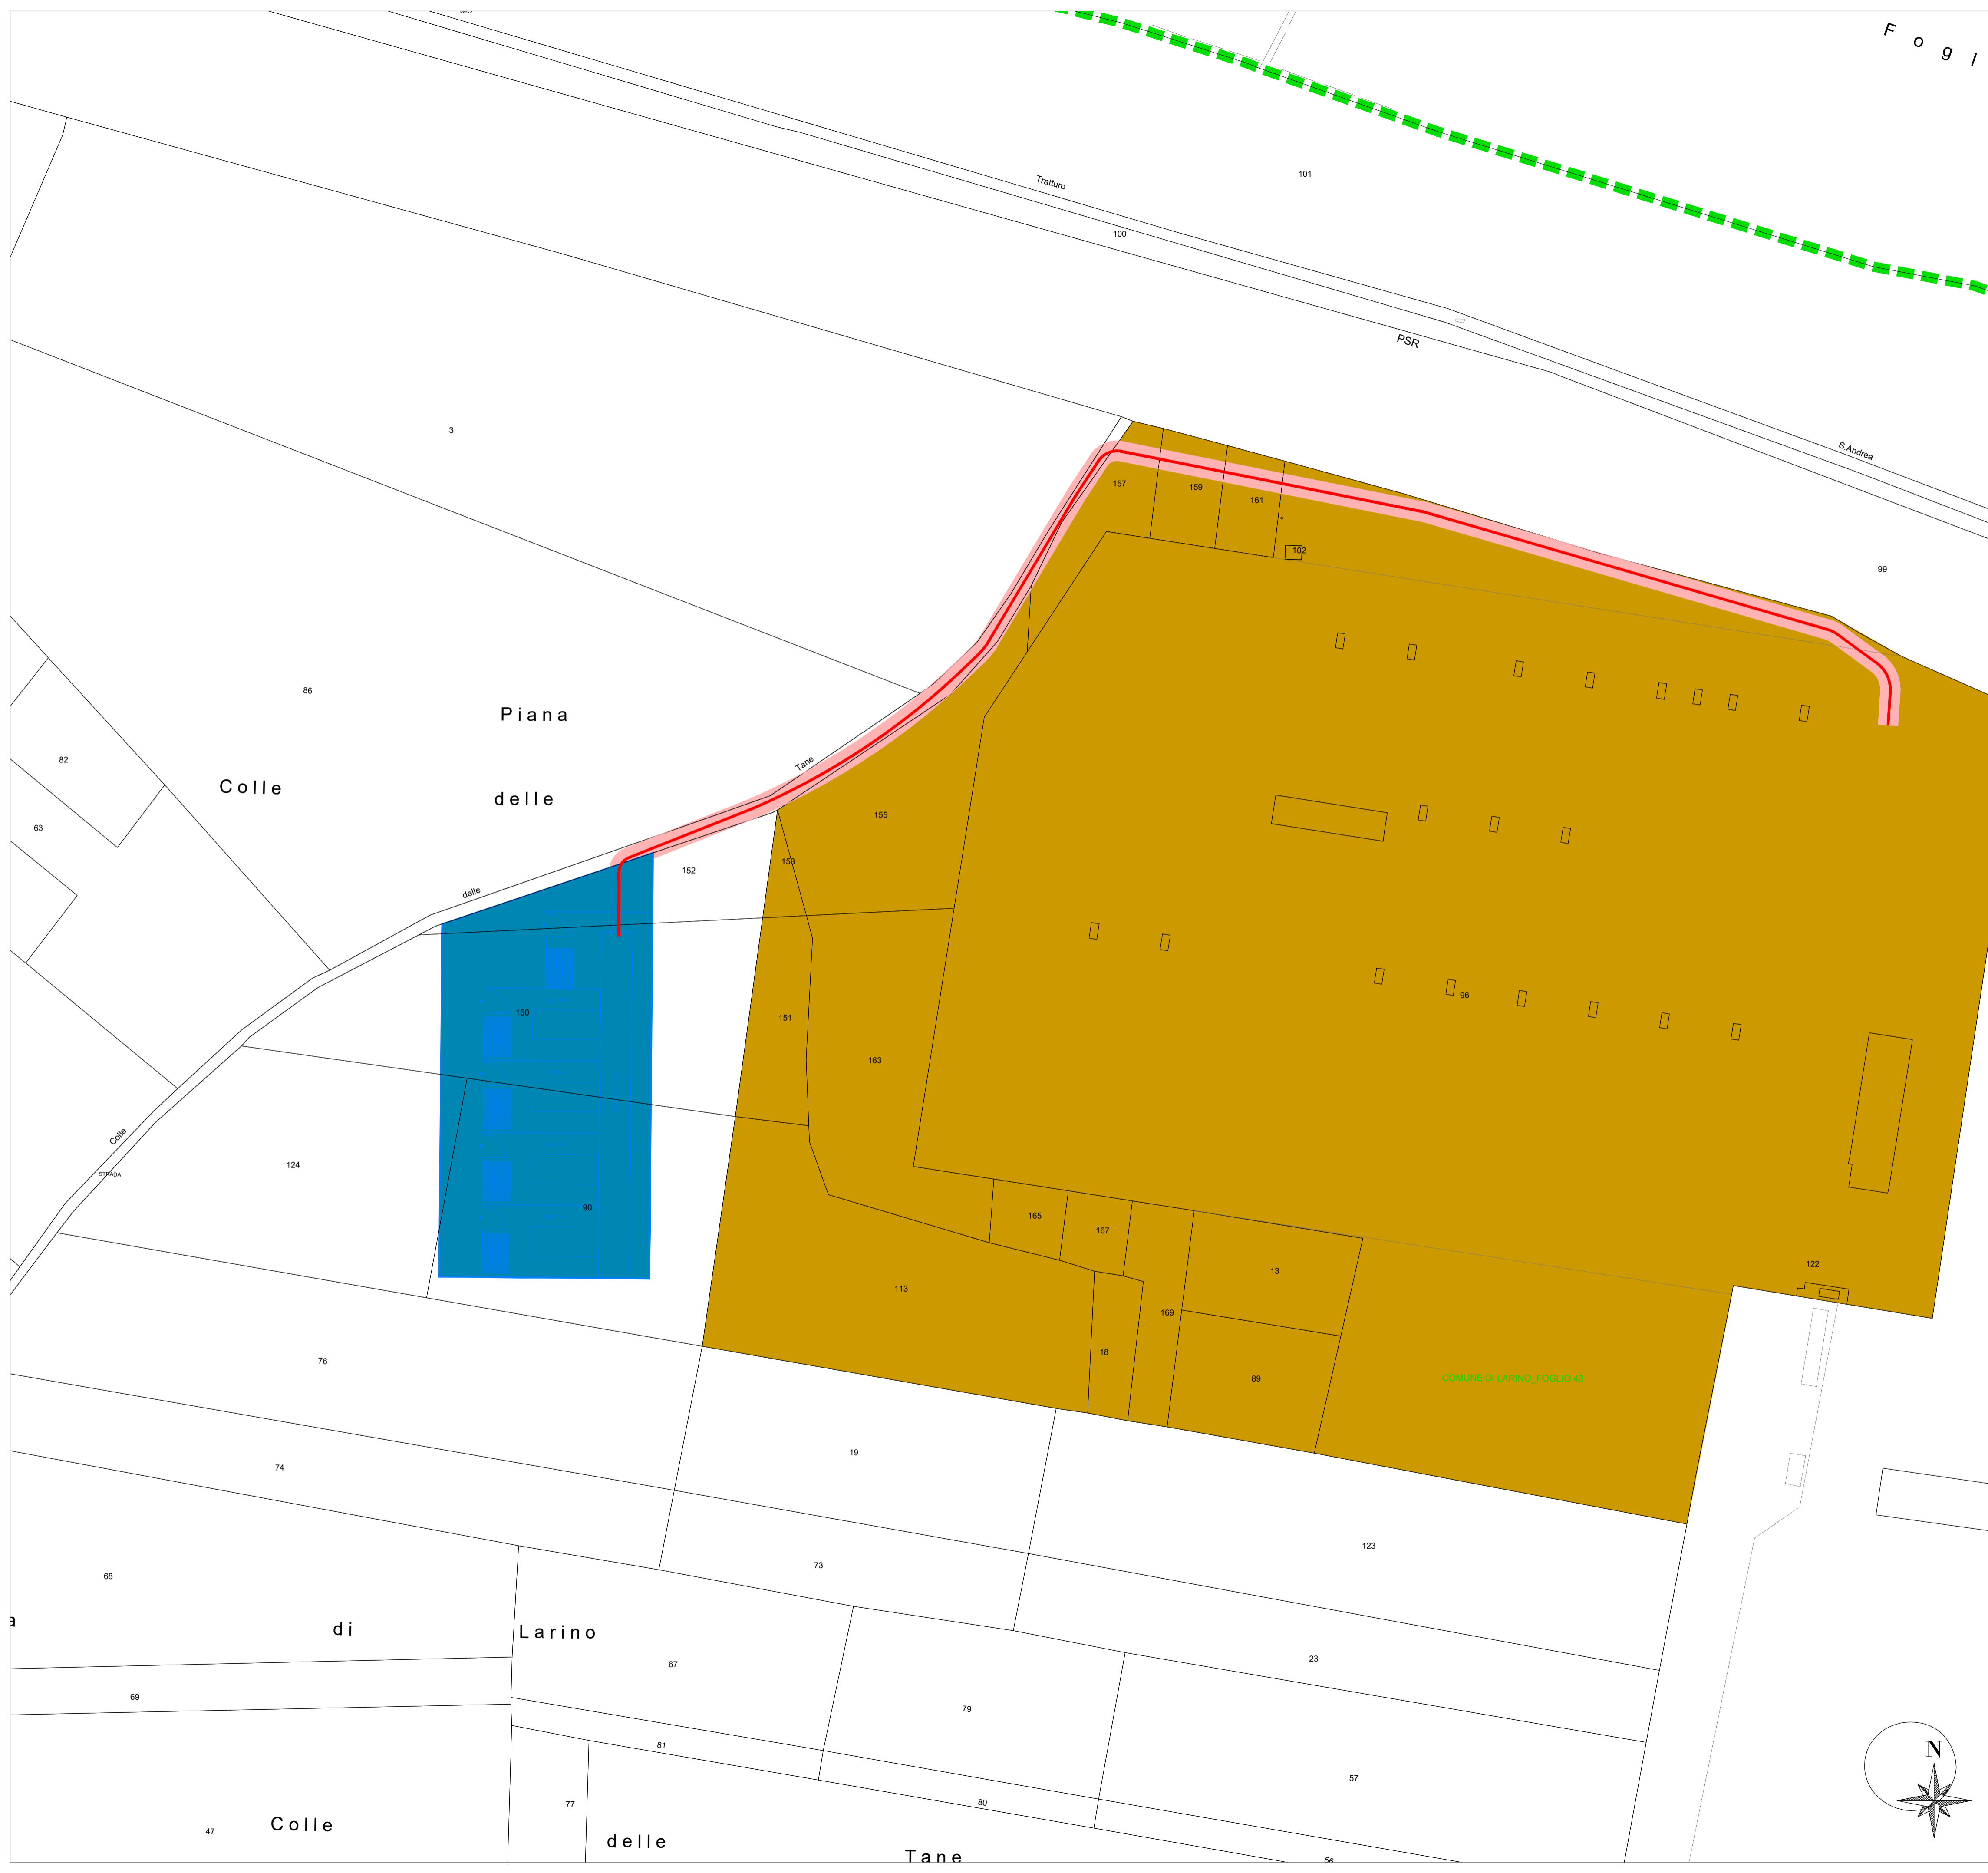 F o g l
101
Tratturo
100
PSR
S.Andrea
3
157
159
161
102
99
86
Piana
82
Colle
delle
Tane
63
155
153
152
delle
96
150
151
163
Colle
STRADA
124
90
165
167
122
13
113
169
18
76
89
COMUNE DI LARINO_FOGLIO 43
19
74
123
73
68
a
di
Larino
23
67
69
79
81
N
57
77
80
Colle
47
delle
Tane
56